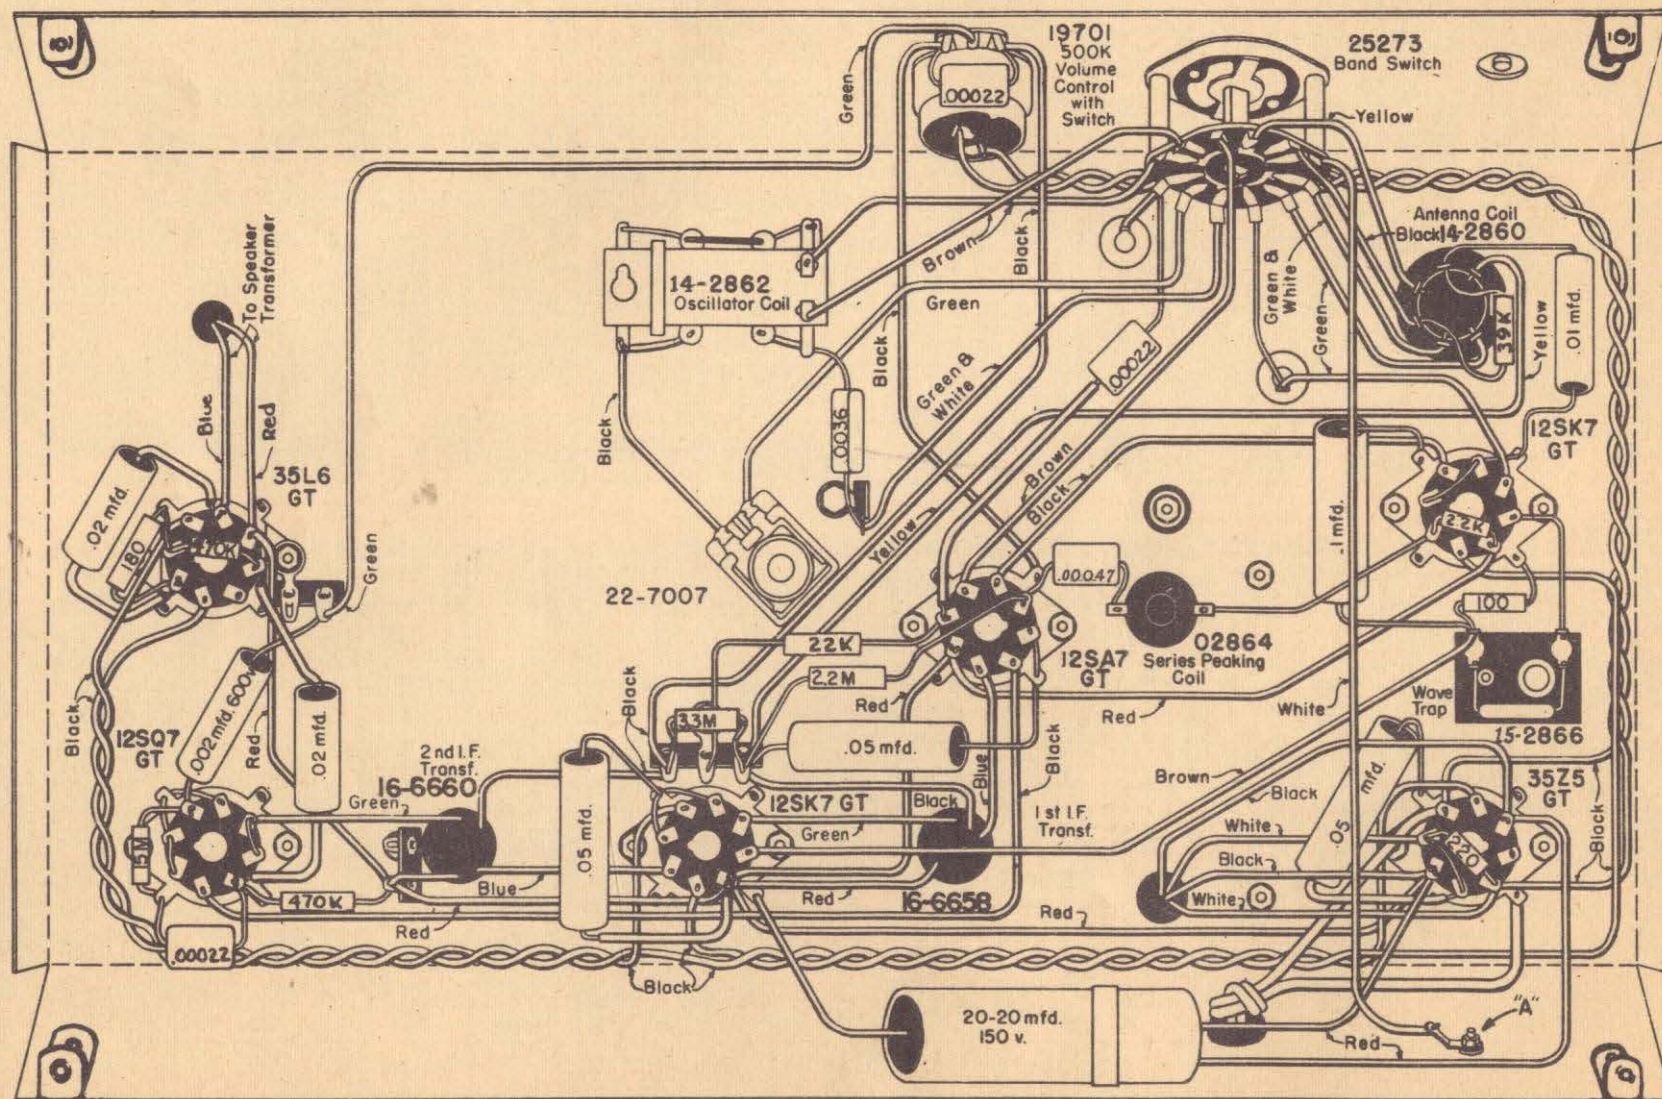 19701
500K
Volume
Control
with
Switch
25273
Band Switch
Green
.00022
Yellow
To Speaker
Transformer
14-2862
Oscillator Coil
Brown
Black
Green
Antenna Coil
Black 14-2860
Green &
White
Green
39K
Yellow
.01 mfd.
Blue
Red
Black
.0036
Black
Green &
White
.00022
35L6
GT
.02 mfd.
180
470K
Green
22-7007
Yellow
Brown
Black
.1 mfd.
12SK7
GT
2.2K
.00047
02864
Series Peaking
Coil
100
22K
2.2M
12SA7
GT
Red
Red
White
Wave
Trap
15-2866
Black
.002 mfd. 600v.
Red
.02 mfd.
Black
3.3M
.05 mfd.
Blue
Black
12SQ7
GT
2nd I.F.
Transf.
16-6660
Green
12SK7 GT
Black
Green
1st I.F.
Transf.
Brown
Black
.05 mfd.
35Z5
GT
White
Black
White
220
Black
15M
470K
Blue
Red
.05 mfd.
Red
16-6658
Red
.00022
Black
20-20 mfd.
150 v.
Red
"A"